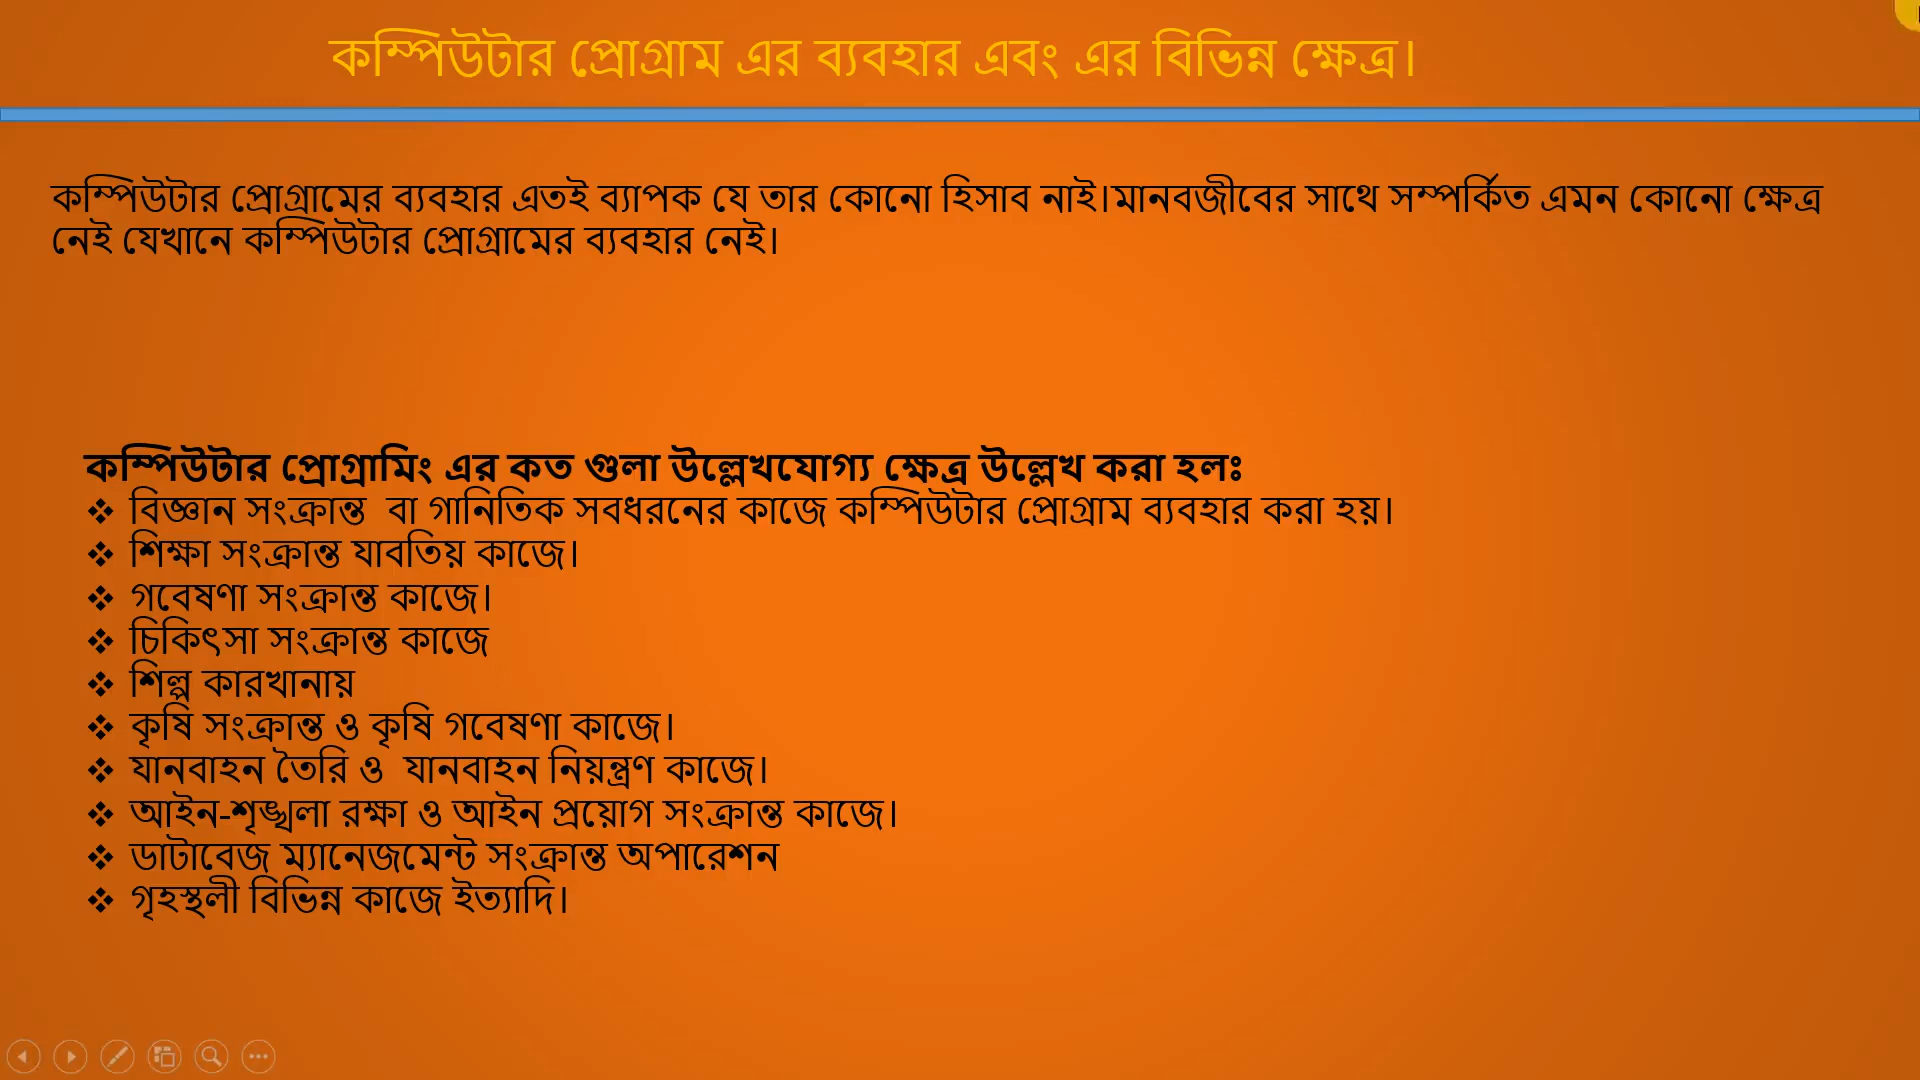 কম্পিউটার প্রোগ্রাম এর ব্যবহার এবং এর বিভিন্ন ক্ষেত্র।
কম্পিউটার প্রোগ্রামের ব্যবহার এতই ব্যাপক যে তার কোনো হিসাব নাই।মানবজীবের সাথে সম্পর্কিত এমন কোনো ক্ষেত্র
নেই যেখানে কম্পিউটার প্রোগ্রামের ব্যবহার নেই।
কম্পিউটার প্রোগ্রামিং এর কত গুলা উল্লেখযোগ্য ক্ষেত্র উল্লেখ করা হলঃ
❖ বিজ্ঞান সংক্রান্ত  বা গানিতিক সবধরনের কাজে কম্পিউটার প্রোগ্রাম ব্যবহার করা হয়।
❖ শিক্ষা সংক্রান্ত যাবতিয় কাজে।
❖ গবেষণা সংক্রান্ত কাজে।
❖ চিকিৎসা সংক্রান্ত কাজে
❖ শিল্প কারখানায়
❖ কৃষি সংক্রান্ত ও কৃষি গবেষণা কাজে।
❖ যানবাহন তৈরি ও  যানবাহন নিয়ন্ত্রণ কাজে।
❖ আইন-শৃঙ্খলা রক্ষা ও আইন প্রয়োগ সংক্রান্ত কাজে।
❖ ডাটাবেজ ম্যানেজমেন্ট সংক্রান্ত অপারেশন
❖ গৃহস্থলী বিভিন্ন কাজে ইত্যাদি।